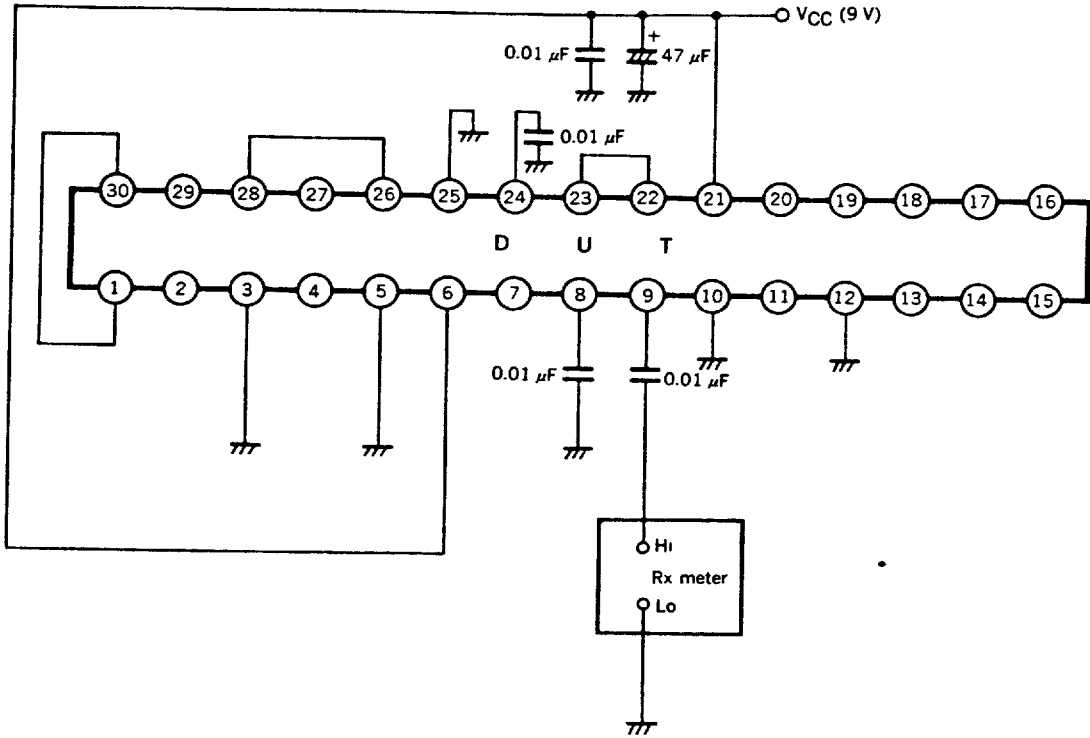 VCC (9 V)
0.01 μF
47 μF
+
0.01 μF
30 29 28 27 26 25 24 23 22 21 20 19 18 17 16
D U T
1 2 3 4 5 6 7 8 9 10 11 12 13 14 15
0.01 μF
0.01 μF
Hi
Rx meter
Lo